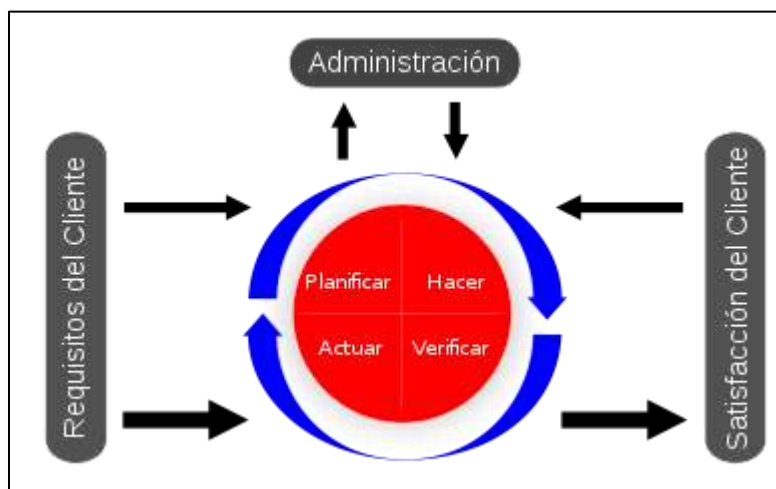 Administración
Requisitos del Cliente
Planificar
Hacer
Actuar
Verificar
Satisfacción del Cliente